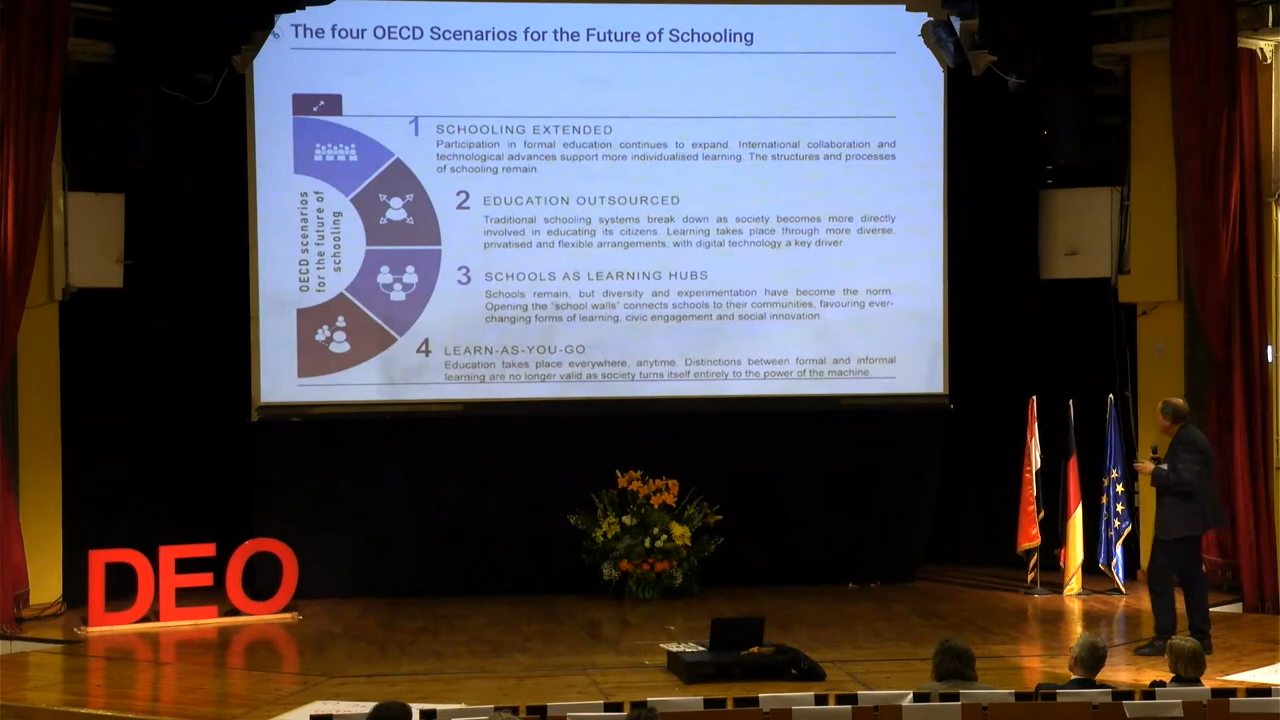 The four OECD Scenarios for the Future of Schooling
OECD scenarios
for the future of
schooling
1 SCHOOLING EXTENDED
Participation in formal education continues to expand. International collaboration and
technological advances support more individualised learning. The structures and processes
of schooling remain.
2 EDUCATION OUTSOURCED
Traditional schooling systems break down as society becomes more directly
involved in educating its citizens. Learning takes place through more diverse,
privatised and flexible arrangements, with digital technology a key driver
3 SCHOOLS AS LEARNING HUBS
Schools remain, but diversity and experimentation have become the norm.
Opening the "school walls" connects schools to their communities, favouring ever-
changing forms of learning, civic engagement and social innovation.
4 LEARN-AS-YOU-GO
Education takes place everywhere, anytime. Distinctions between formal and informal
learning are no longer valid as society turns itself entirely to the power of the machine.
DEO